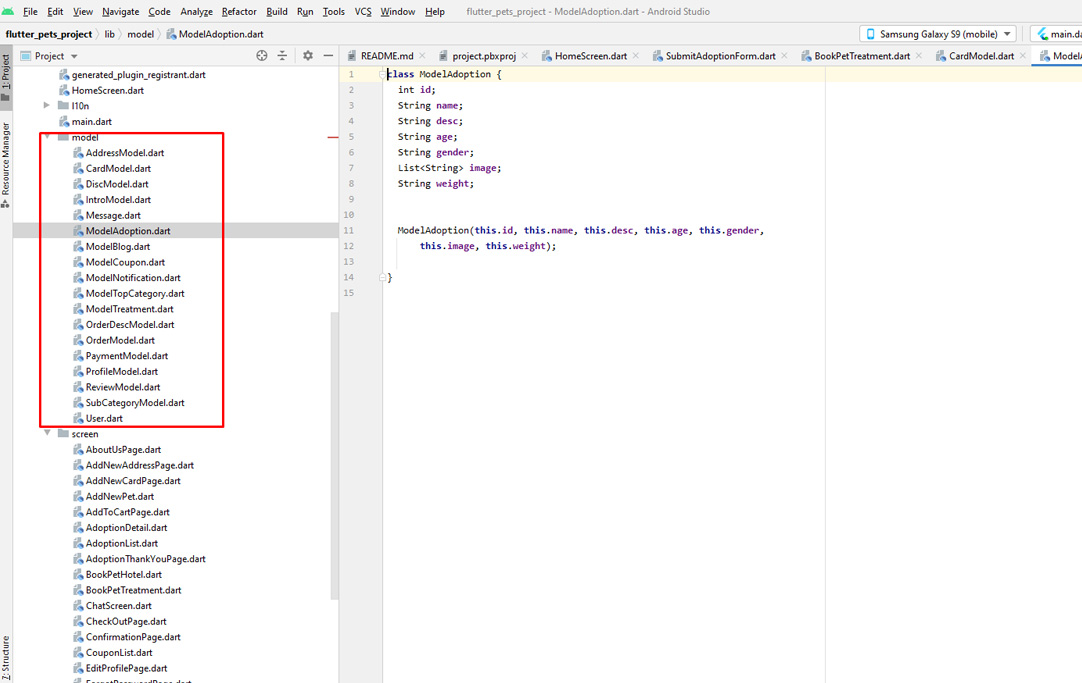 File Edit View Navigate Code Analyze Refactor Build Run Tools VCS Window Help flutter_pets_project - ModelAdoption.dart - Android Studio
flutter_pets_project lib model ModelAdoption.dart Samsung Galaxy S9 (mobile) main.da
Project README.md project.pbxproj HomeScreen.dart SubmitAdoptionForm.dart BookPetTreatment.dart CardModel.dart ModelA
1: Project
Resource Manager
7: Structure
generated_plugin_registrant.dart
HomeScreen.dart
l10n
main.dart
model
AddressModel.dart
CardModel.dart
DiscModel.dart
IntroModel.dart
Message.dart
ModelAdoption.dart
ModelBlog.dart
ModelCoupon.dart
ModelNotification.dart
ModelTopCategory.dart
ModelTreatment.dart
OrderDescModel.dart
OrderModel.dart
PaymentModel.dart
ProfileModel.dart
ReviewModel.dart
SubCategoryModel.dart
User.dart
screen
AboutUsPage.dart
AddNewAddressPage.dart
AddNewCardPage.dart
AddNewPet.dart
AddToCartPage.dart
AdoptionDetail.dart
AdoptionList.dart
AdoptionThankYouPage.dart
BookPetHotel.dart
BookPetTreatment.dart
ChatScreen.dart
CheckOutPage.dart
ConfirmationPage.dart
CouponList.dart
EditProfilePage.dart
1 class ModelAdoption {
2 int id;
3 String name;
4 String desc;
5 String age;
6 String gender;
7 List<String> image;
8 String weight;
9
10
11 ModelAdoption(this.id, this.name, this.desc, this.age, this.gender,
12 this.image, this.weight);
13
14 }
15